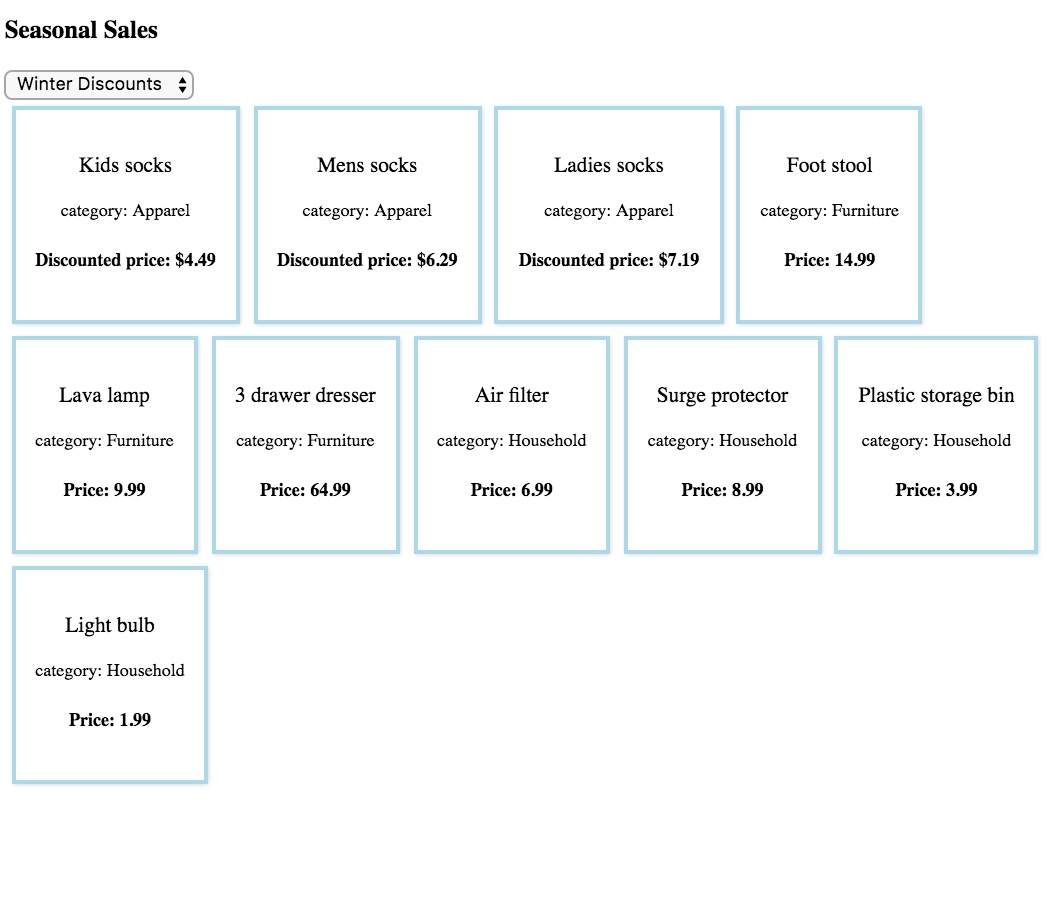 Seasonal Sales
Winter Discounts
Kids socks
category: Apparel
Discounted price: $4.49
Mens socks
category: Apparel
Discounted price: $6.29
Ladies socks
category: Apparel
Discounted price: $7.19
Foot stool
category: Furniture
Price: 14.99
Lava lamp
category: Furniture
Price: 9.99
3 drawer dresser
category: Furniture
Price: 64.99
Air filter
category: Household
Price: 6.99
Surge protector
category: Household
Price: 8.99
Plastic storage bin
category: Household
Price: 3.99
Light bulb
category: Household
Price: 1.99